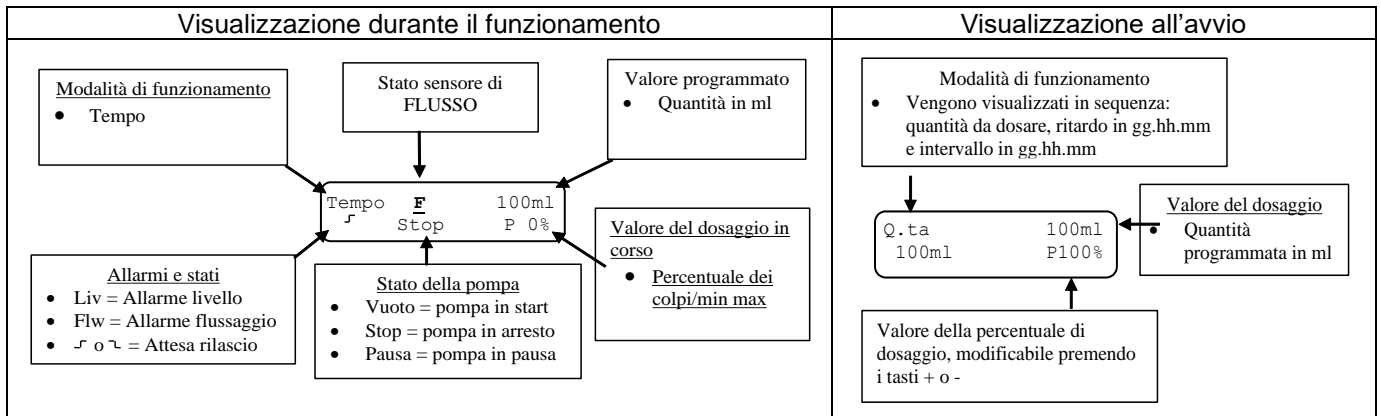 Visualizzazione durante il funzionamento
Modalità di funzionamento
• Tempo
Stato sensore di
FLUSSO
Valore programmato
• Quantità in ml
Tempo F 100ml
Stop P 0%
Allarmi e stati
• Liv = Allarme livello
• Flw = Allarme flussaggio
• o = Attesa rilascio
Stato della pompa
• Vuoto = pompa in start
• Stop = pompa in arresto
• Pausa = pompa in pausa
Valore del dosaggio in
corso
• Percentuale dei
colpi/min max
Visualizzazione all'avvio
Modalità di funzionamento
• Vengono visualizzati in sequenza:
quantità da dosare, ritardo in gg.hh.mm
e intervallo in gg.hh.mm
Q.ta 100ml
100ml P100%
Valore del dosaggio
• Quantità
programmata in ml
Valore della percentuale di
dosaggio, modificabile premendo
i tasti + o -